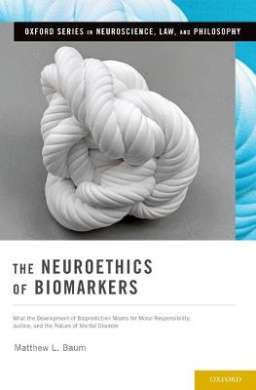 OXFORD SERIES IN NEUROSCIENCE, LAW, AND PHILOSOPHY
THE NEUROETHICS
OF BIOMARKERS
What the Development of Bioprediction Means for Moral Responsibility,
Justice, and the Nature of Mental Disorder
Matthew L. Baum
OXFORD